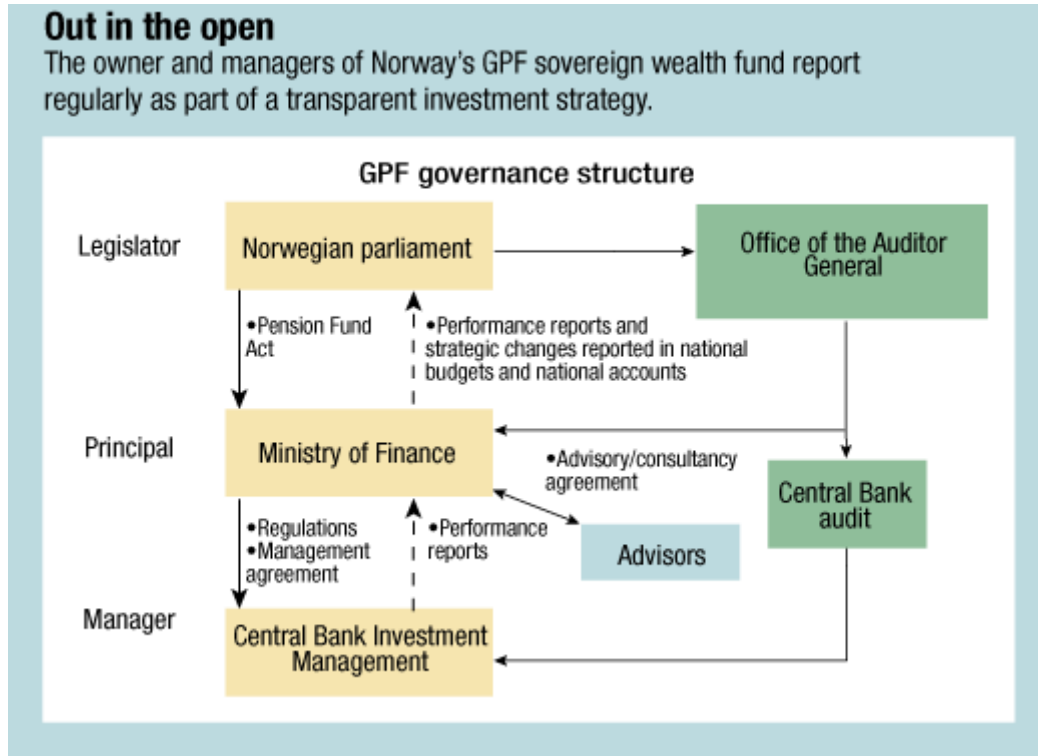 Out in the open
The owner and managers of Norway's GPF sovereign wealth fund report
regularly as part of a transparent investment strategy.
GPF governance structure
Legislator
Norwegian parliament
Office of the Auditor
General
•Pension Fund
Act
•Performance reports and
strategic changes reported in national
budgets and national accounts
Principal
Ministry of Finance
•Advisory/consultancy
agreement
Central Bank
audit
•Regulations
•Management
agreement
•Performance
reports
Advisors
Manager
Central Bank Investment
Management